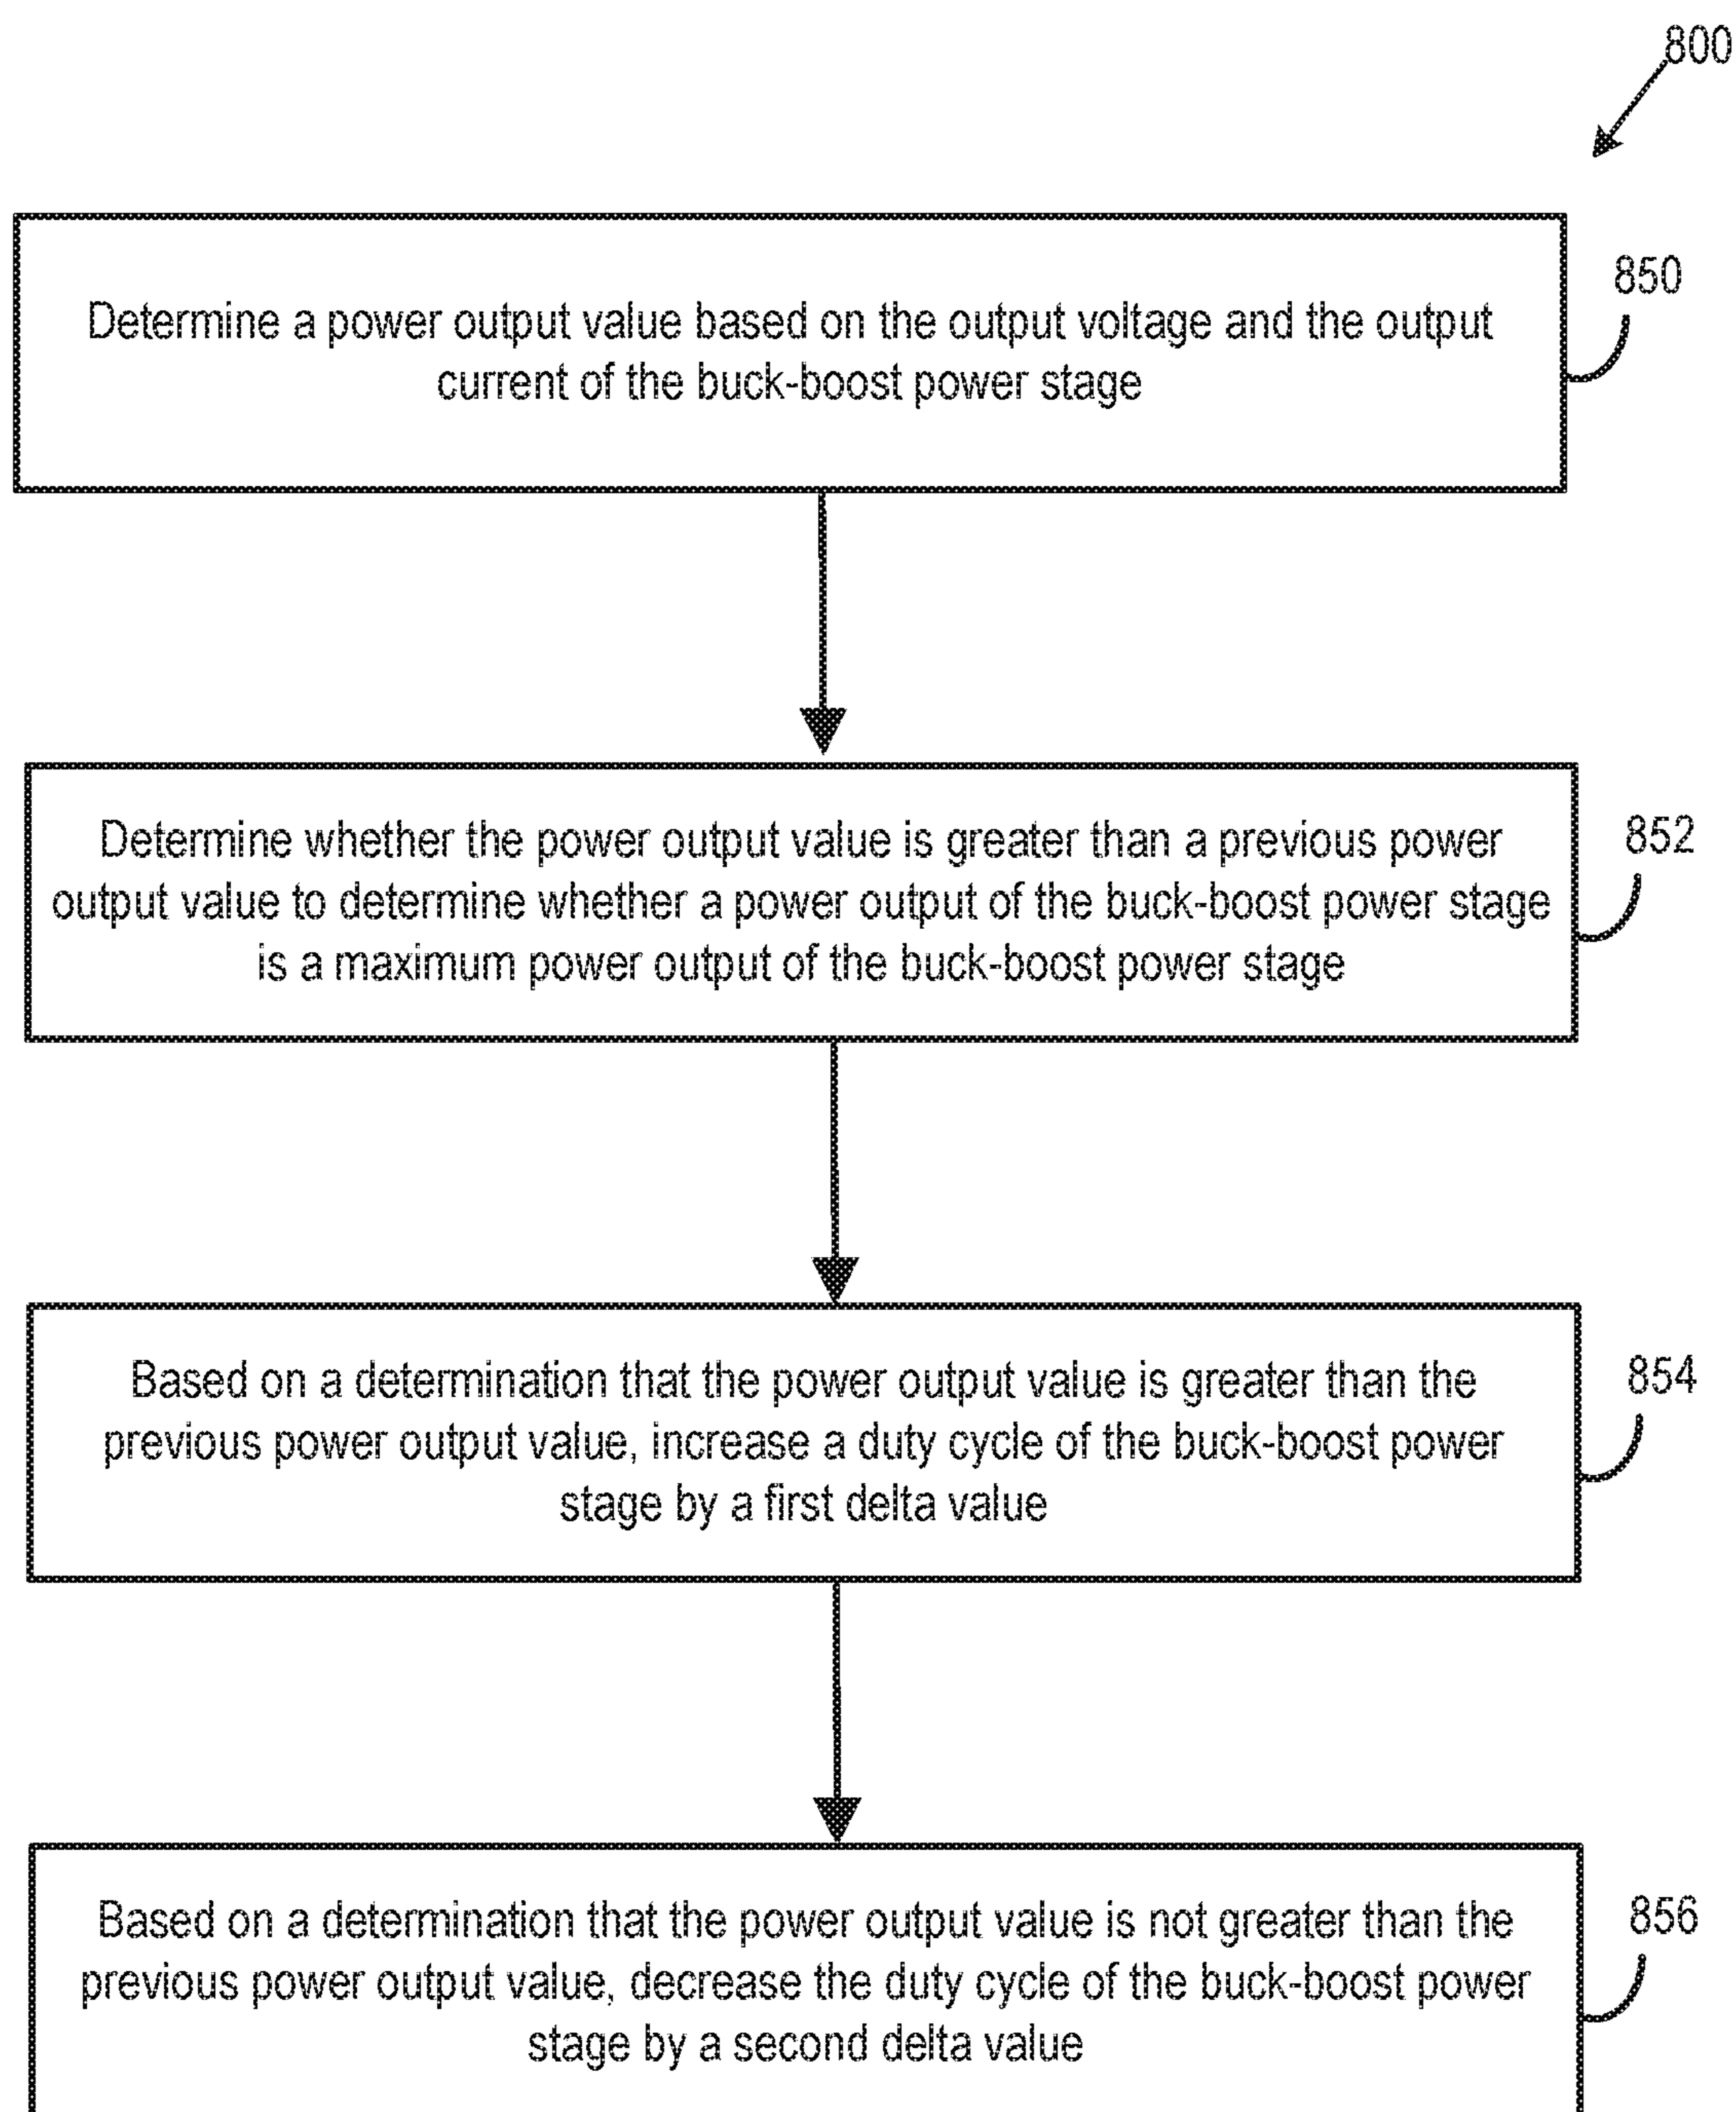 800
Determine a power output value based on the output voltage and the output
current of the buck-boost power stage
850
Determine whether the power output value is greater than a previous power
output value to determine whether a power output of the buck-boost power stage
is a maximum power output of the buck-boost power stage
852
Based on a determination that the power output value is greater than the
previous power output value, increase a duty cycle of the buck-boost power
stage by a first delta value
854
Based on a determination that the power output value is not greater than the
previous power output value, decrease the duty cycle of the buck-boost power
stage by a second delta value
856